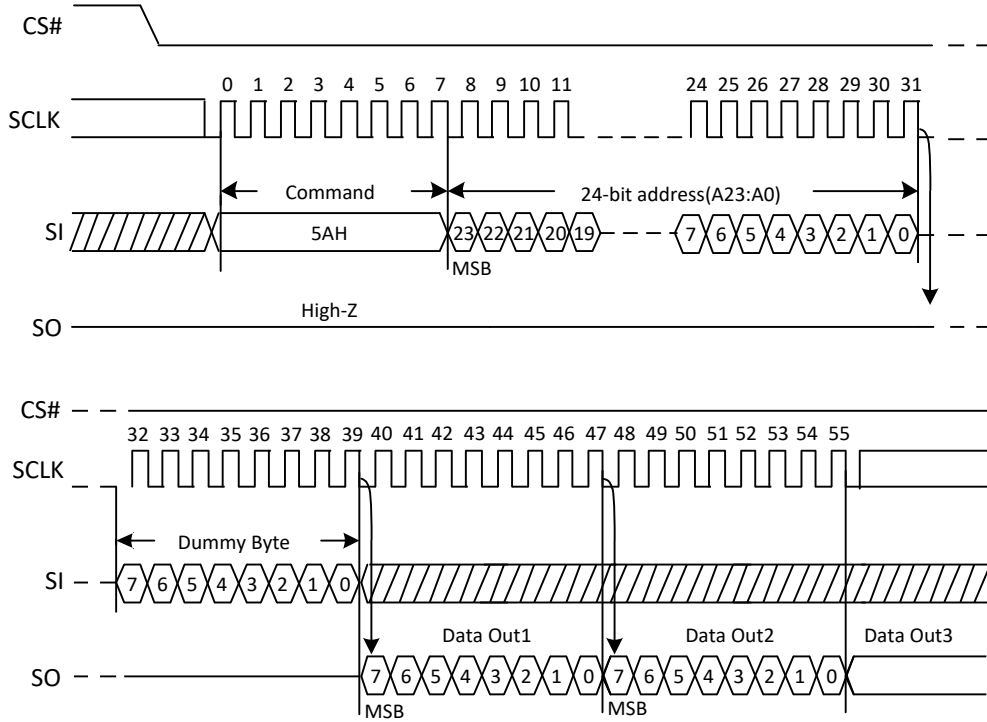 CS#
0 1 2 3 4 5 6 7 8 9 10 11 24 25 26 27 28 29 30 31
SCLK
Command 24-bit address(A23:A0)
SI 5AH 23 22 21 20 19 7 6 5 4 3 2 1 0
MSB
High-Z
SO
CS#
32 33 34 35 36 37 38 39 40 41 42 43 44 45 46 47 48 49 50 51 52 53 54 55
SCLK
Dummy Byte
SI 7 6 5 4 3 2 1 0
Data Out1 Data Out2 Data Out3
SO 7 6 5 4 3 2 1 0 7 6 5 4 3 2 1 0
MSB MSB